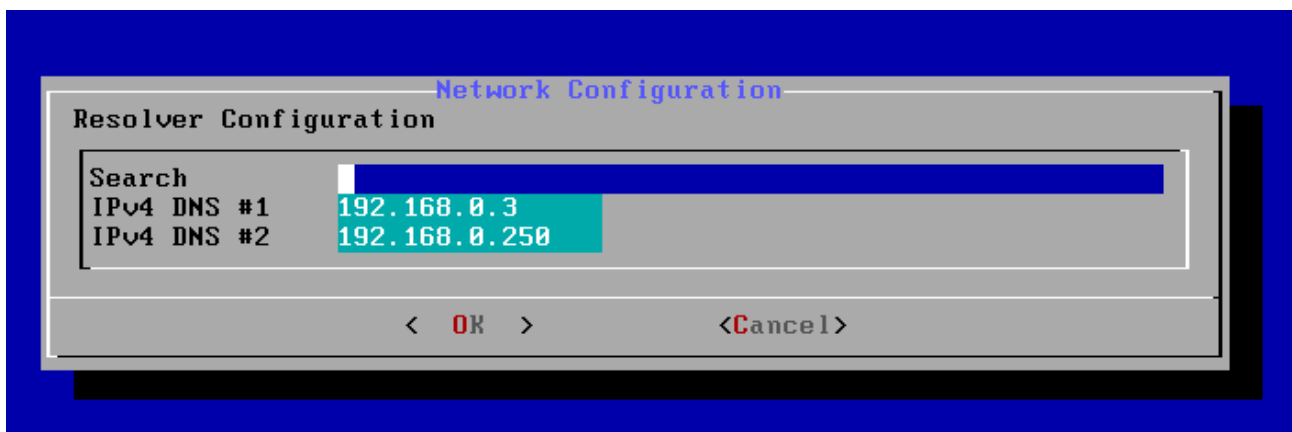 Network Configuration
Resolver Configuration
Search
IPv4 DNS #1 192.168.0.3
IPv4 DNS #2 192.168.0.250
< OK > <Cancel>